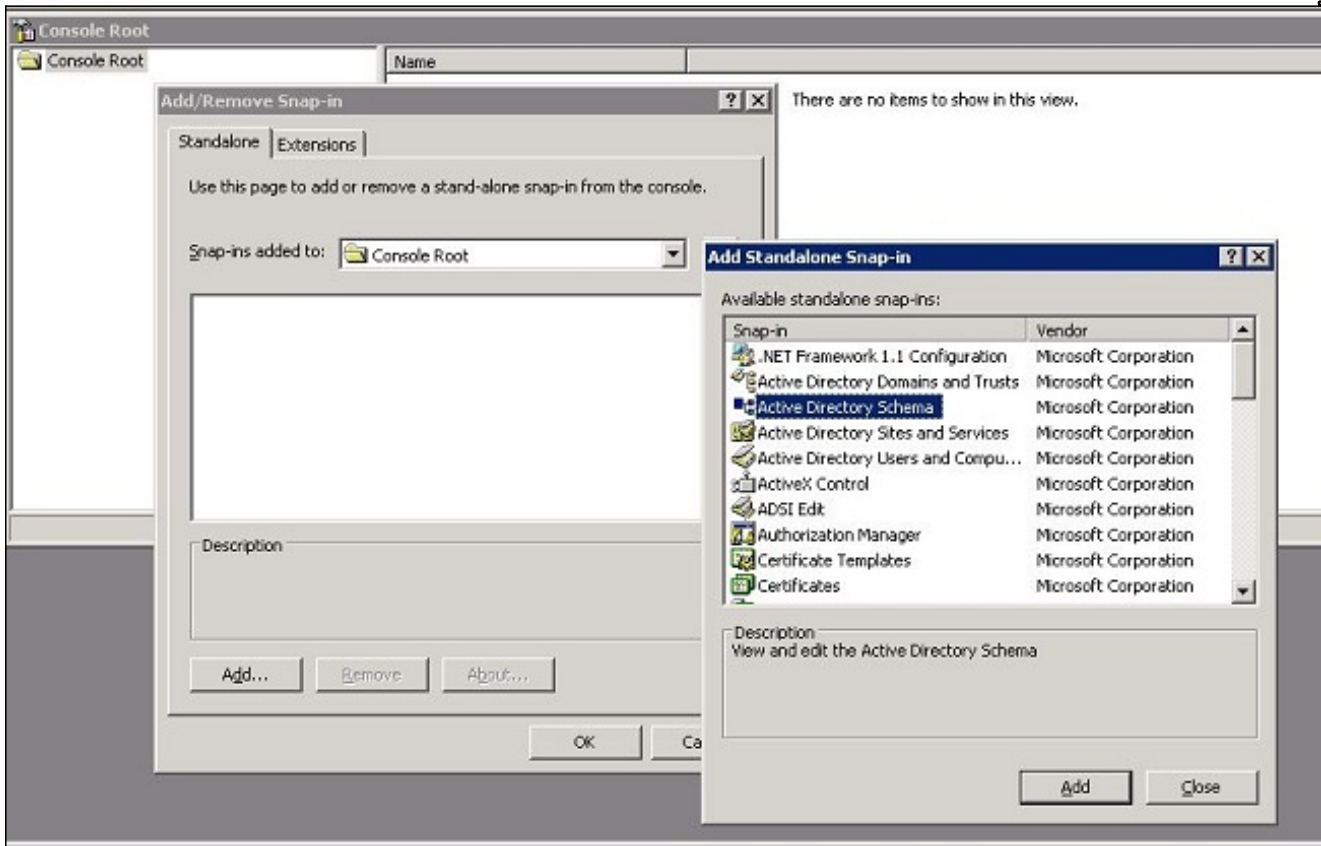 Console Root
Console Root
Name
There are no items to show in this view.
Add/Remove Snap-in
Standalone
Extensions
Use this page to add or remove a stand-alone snap-in from the console.
Snap-ins added to:
Console Root
Description
Add...
Remove
About...
OK
Ca
Add Standalone Snap-in
Available standalone snap-ins:
Snap-in Vendor
.NET Framework 1.1 Configuration Microsoft Corporation
Active Directory Domains and Trusts Microsoft Corporation
Active Directory Schema Microsoft Corporation
Active Directory Sites and Services Microsoft Corporation
Active Directory Users and Compu... Microsoft Corporation
ActiveX Control Microsoft Corporation
ADSI Edit Microsoft Corporation
Authorization Manager Microsoft Corporation
Certificate Templates Microsoft Corporation
Certificates Microsoft Corporation
Description
View and edit the Active Directory Schema
Add
Close